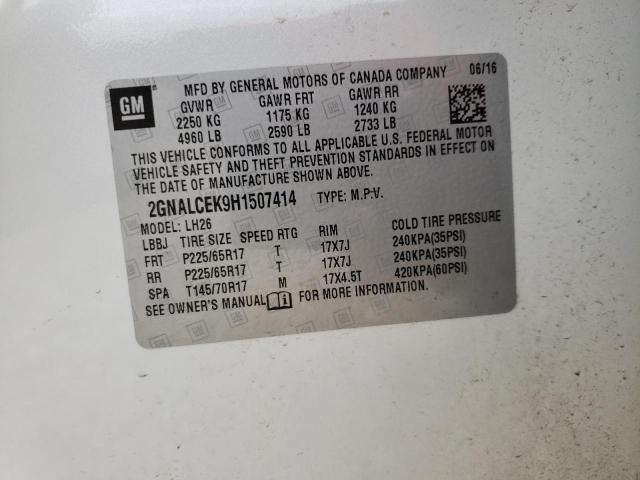 GM
MFD BY GENERAL MOTORS OF CANADA COMPANY 06/16
GVWR GAWR FRT GAWR RR
2250 KG 1175 KG 1240 KG
4960 LB 2590 LB 2733 LB
THIS VEHICLE CONFORMS TO ALL APPLICABLE U.S. FEDERAL MOTOR
VEHICLE SAFETY AND THEFT PREVENTION STANDARDS IN EFFECT ON
THE DATE OF MANUFACTURE SHOWN ABOVE.
2GNALCEK9H1507414 TYPE: M.P.V.
MODEL: LH26
LBBJ TIRE SIZE SPEED RTG RIM COLD TIRE PRESSURE
FRT P225/65R17 T 17X7J 240KPA(35PSI)
RR P225/65R17 T 17X7J 240KPA(35PSI)
SPA T145/70R17 M 17X4.5T 420KPA(60PSI)
SEE OWNER'S MANUAL FOR MORE INFORMATION.